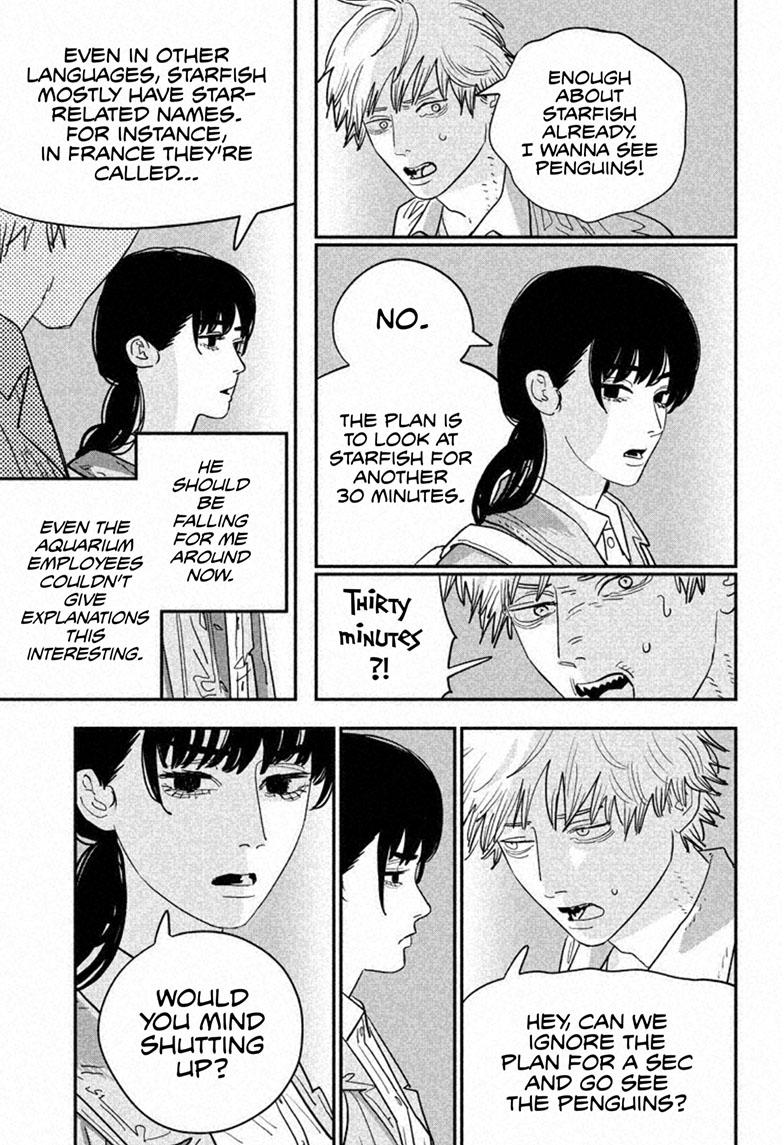 ENOUGH
ABOUT
STARFISH
ALREADY.
I WANNA SEE
PENGUINS!
NO.
THE PLAN IS
TO LOOK AT
STARFISH FOR
ANOTHER
30 MINUTES.
THIRTY
MINUTES
?!
EVEN IN OTHER
LANGUAGES, STARFISH
MOSTLY HAVE STAR-
RELATED NAMES.
FOR INSTANCE,
IN FRANCE THEY'RE
CALLED...
HE
SHOULD
BE
FALLING
FOR ME
AROUND
NOW.
EVEN THE
AQUARIUM
EMPLOYEES
COULDN'T
GIVE
EXPLANATIONS
THIS
INTERESTING.
HEY, CAN WE
IGNORE THE
PLAN FOR A SEC
AND GO SEE
THE PENGUINS?
WOULD
YOU MIND
SHUTTING
UP?